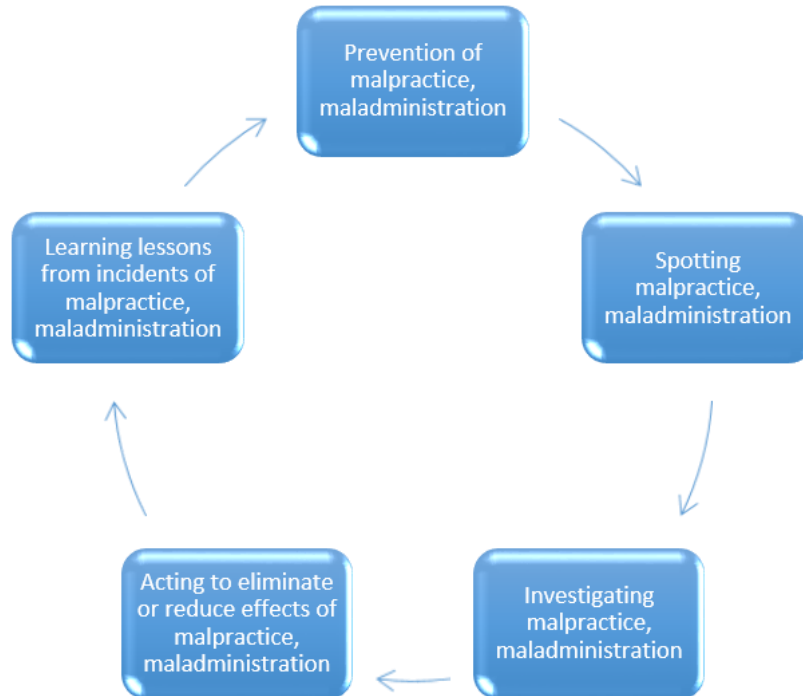 Prevention of
malpractice,
maladministration
Spotting
malpractice,
maladministration
Investigating
malpractice,
maladministration
Acting to eliminate
or reduce effects of
malpractice,
maladministration
Learning lessons
from incidents of
malpractice,
maladministration